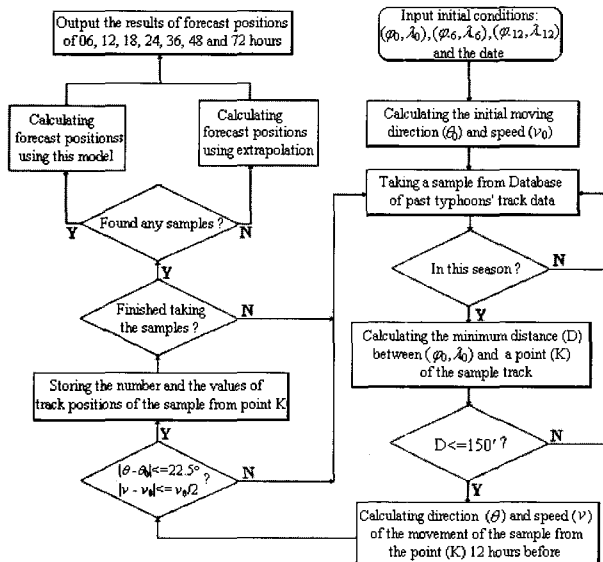 Input initial conditions:
(φ₀, λ₀),(φ₋₆, λ₋₆),(φ₋₁₂, λ₋₁₂)
and the date
Calculating the initial moving
direction (θ₀) and speed (ν₀)
Taking a sample from Database
of past typhoons' track data
In this season ?
N
Y
Calculating the minimum distance (D)
between (φ₀, λ₀) and a point (K)
of the sample track
D<=150' ?
N
Y
Calculating direction (θ) and speed (ν)
of the movement of the sample from
the point (K) 12 hours before
|θ - θ₀|<=22.5°
|ν - ν₀|<= ν₀/2
?
N
Y
Storing the number and the values of
track positions of the sample from point K
Finished taking
the samples ?
N
Y
Found any samples ?
Y
N
Calculating
forecast positions
using this model
Calculating
forecast positions
using extrapolation
Output the results of forecast positions
of 06, 12, 18, 24, 36, 48 and 72 hours